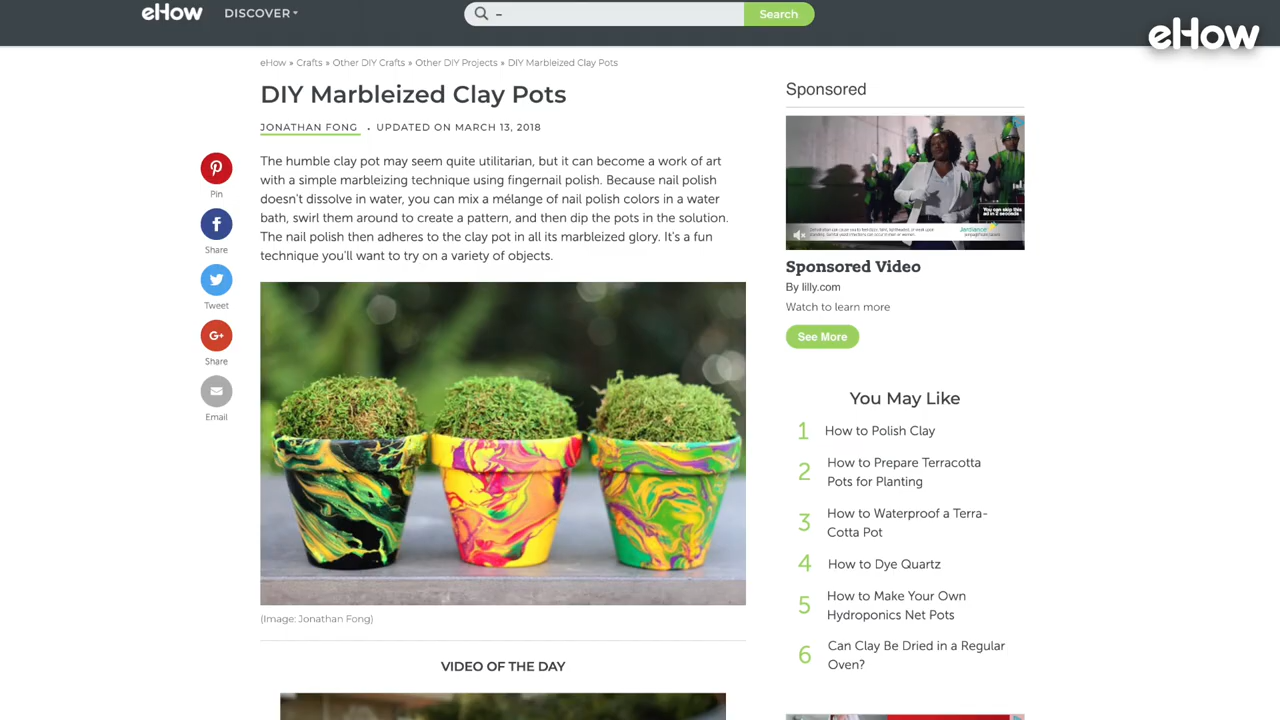 eHow
DISCOVER
–
Search
eHow
eHow » Crafts » Other DIY Crafts » Other DIY Projects » DIY Marbleized Clay Pots
DIY Marbleized Clay Pots
JONATHAN FONG • UPDATED ON MARCH 13, 2018
The humble clay pot may seem quite utilitarian, but it can become a work of art
with a simple marbleizing technique using fingernail polish. Because nail polish
doesn't dissolve in water, you can mix a mélange of nail polish colors in a water
bath, swirl them around to create a pattern, and then dip the pots in the solution.
The nail polish then adheres to the clay pot in all its marbleized glory. It's a fun
technique you'll want to try on a variety of objects.
Pin
Share
Tweet
G+
Share
Email
(Image: Jonathan Fong)
VIDEO OF THE DAY
Sponsored
You can skip this
ad in 2 seconds
Jardiance
Sponsored Video
By lilly.com
Watch to learn more
See More
You May Like
1 How to Polish Clay
2 How to Prepare Terracotta
Pots for Planting
3 How to Waterproof a Terra-
Cotta Pot
4 How to Dye Quartz
5 How to Make Your Own
Hydroponics Net Pots
6 Can Clay Be Dried in a Regular
Oven?